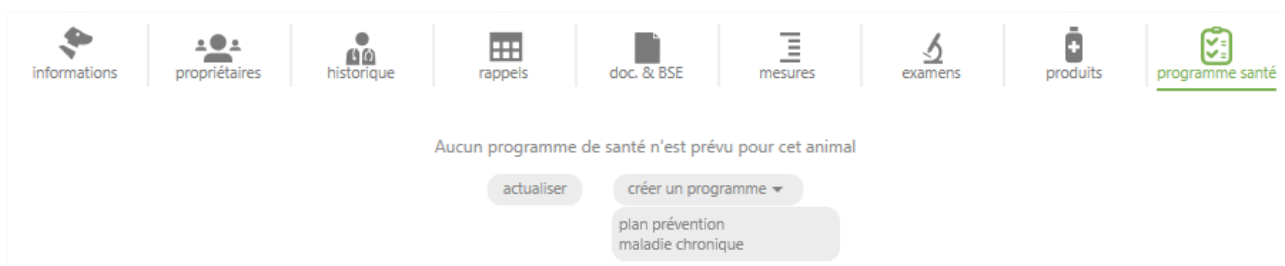 informations
propriétaires
historique
rappels
doc. & BSE
mesures
examens
produits
programme santé
Aucun programme de santé n'est prévu pour cet animal
actualiser
créer un programme
plan prévention
maladie chronique